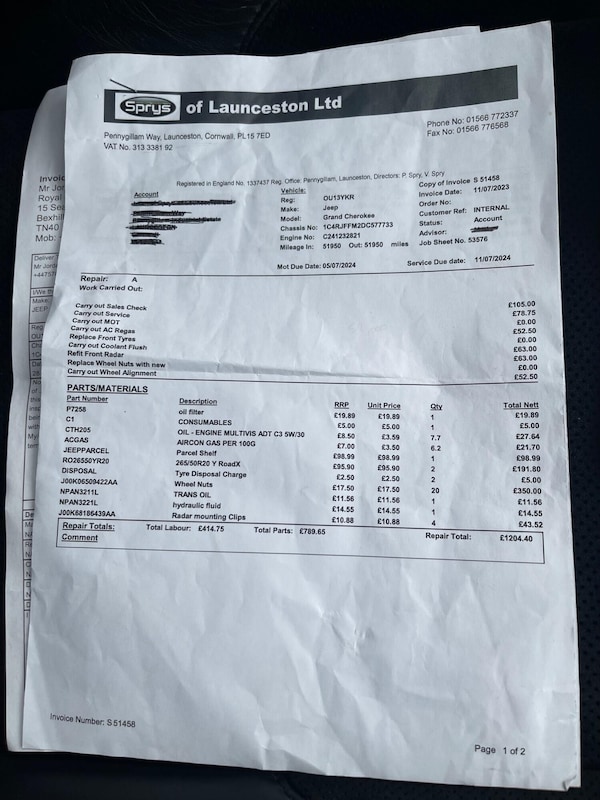 Sprys of Launceston Ltd
Pennygillam Way, Launceston, Cornwall, PL15 7ED
VAT No. 313 3381 92
Phone No: 01566 772337
Fax No: 01566 776568
Registered in England No. 1337437 Reg. Office: Pennygillam, Launceston, Directors: P. Spry, V. Spry
Account
Vehicle:
Reg: OU13YKR
Make: Jeep
Model: Grand Cherokee
Chassis No: 1C4RJFFM2DC577733
Engine No: C241232821
Mileage In: 51950 Out: 51950 miles
Copy of Invoice S 51458
Invoice Date: 11/07/2023
Order No:
Customer Ref: INTERNAL
Status: Account
Advisor:
Job Sheet No. 53576
Mot Due Date: 05/07/2024
Service Due date: 11/07/2024
Repair: A
Work Carried Out:
Carry out Sales Check £105.00
Carry out Service £78.75
Carry out MOT £0.00
Carry out AC Regas £52.50
Replace Front Tyres £0.00
Carry out Coolant Flush £63.00
Refit Front Radar £63.00
Replace Wheel Nuts with new £0.00
Carry out Wheel Alignment £52.50
PARTS/MATERIALS
Part Number Description RRP Unit Price Qty Total Nett
P7258 oil filter £19.89 £19.89 1 £19.89
C1 CONSUMABLES £5.00 £5.00 1 £5.00
CTH205 OIL - ENGINE MULTIVIS ADT C3 5W/30 £8.50 £3.59 7.7 £27.64
ACGAS AIRCON GAS PER 100G £7.00 £3.50 6.2 £21.70
JEEPPARCEL Parcel Shelf £98.99 £98.99 1 £98.99
RO26550YR20 265/50R20 Y RoadX £95.90 £95.90 2 £191.80
DISPOSAL Tyre Disposal Charge £2.50 £2.50 2 £5.00
J00K06509422AA Wheel Nuts £17.50 £17.50 20 £350.00
NPAN3211L TRANS OIL £11.56 £11.56 1 £11.56
NPAN3221L hydraulic fluid £14.55 £14.55 1 £14.55
J00K68186439AA Radar mounting Clips £10.88 £10.88 4 £43.52
Repair Totals: Total Labour: £414.75 Total Parts: £789.65 Repair Total: £1204.40
Comment
Invoice Number: S 51458
Page 1 of 2
Mr Jor
Royal
Bexhill
TN40
Mob:
Deliver
Mr Jord
Make
JEEP
Reg